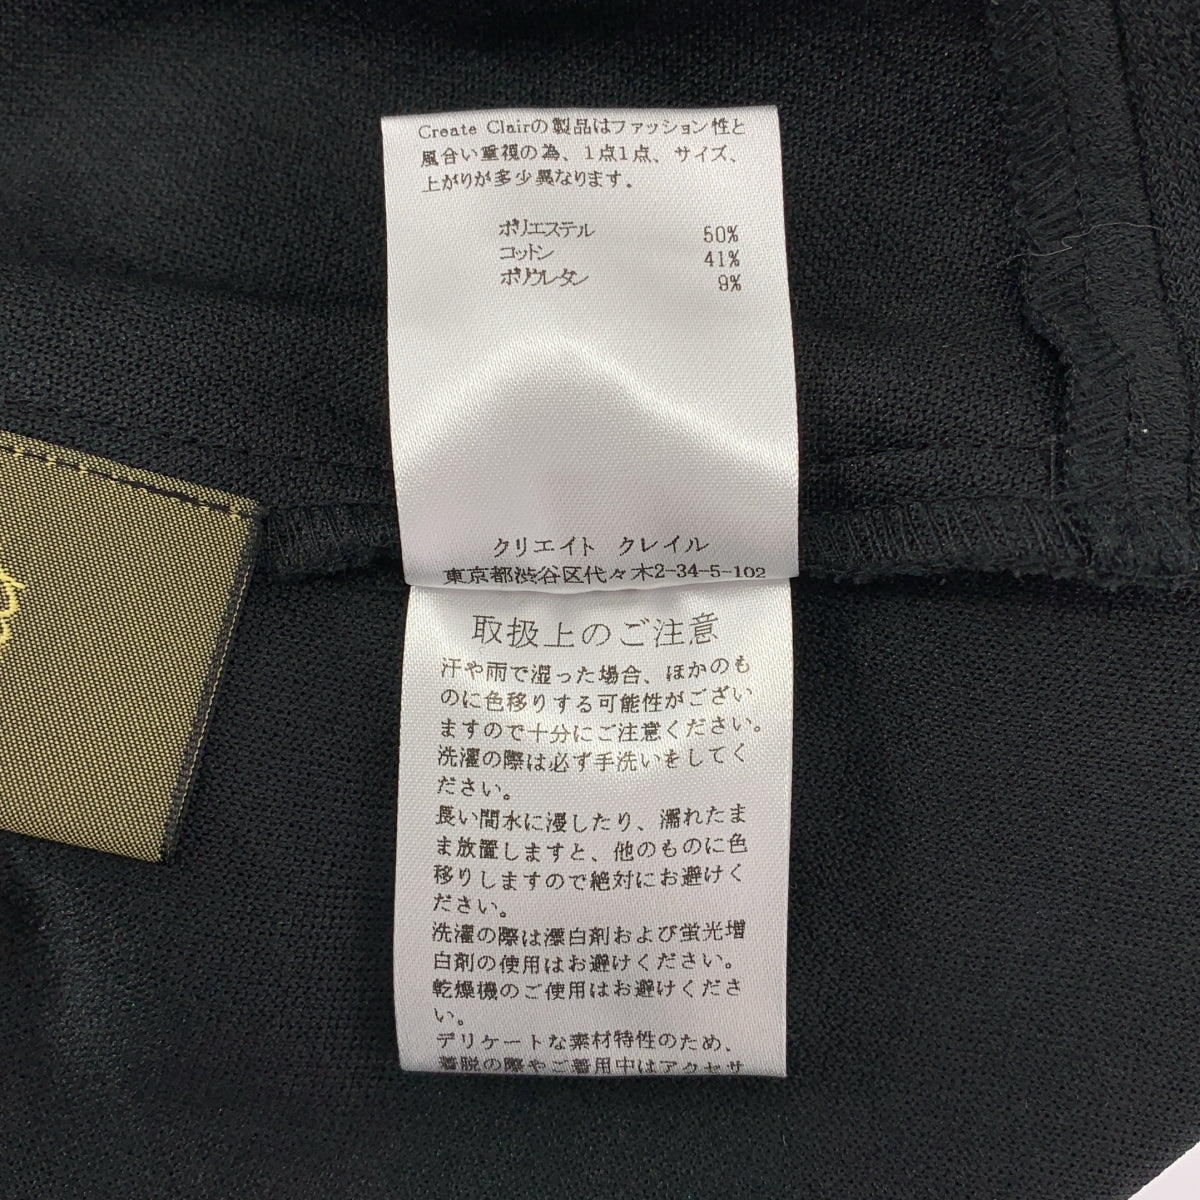 Create Clairの製品はファッション性と
風合い重視の為、1点1点、サイズ、
上がりが多少異なります。
ポリエステル 50%
コットン 41%
ポリウレタン 9%
クリエイト クレイル
東京都渋谷区代々木2-34-5-102
取扱上のご注意
汗や雨で湿った場合、ほかのも
のに色移りする可能性がござい
ますので十分にご注意ください。
洗濯の際は必ず手洗いをしてく
ださい。
長い間水に浸したり、濡れたま
ま放置しますと、他のものに色
移りしますので絶対にお避けく
ださい。
洗濯の際は漂白剤および蛍光増
白剤の使用はお避けください。
乾燥機のご使用はお避けくださ
い。
デリケートな素材特性のため、
着脱の際やご着用中はアクセサ